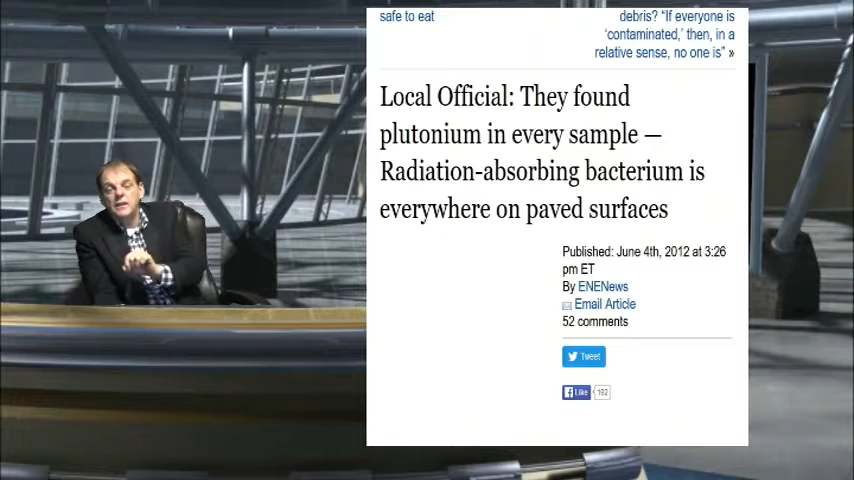 safe to eat
debris? “If everyone is
‘contaminated,’ then, in a
relative sense, no one is” »
Local Official: They found
plutonium in every sample —
Radiation-absorbing bacterium is
everywhere on paved surfaces
Published: June 4th, 2012 at 3:26
pm ET
By ENENews
Email Article
52 comments
Tweet
Like
192